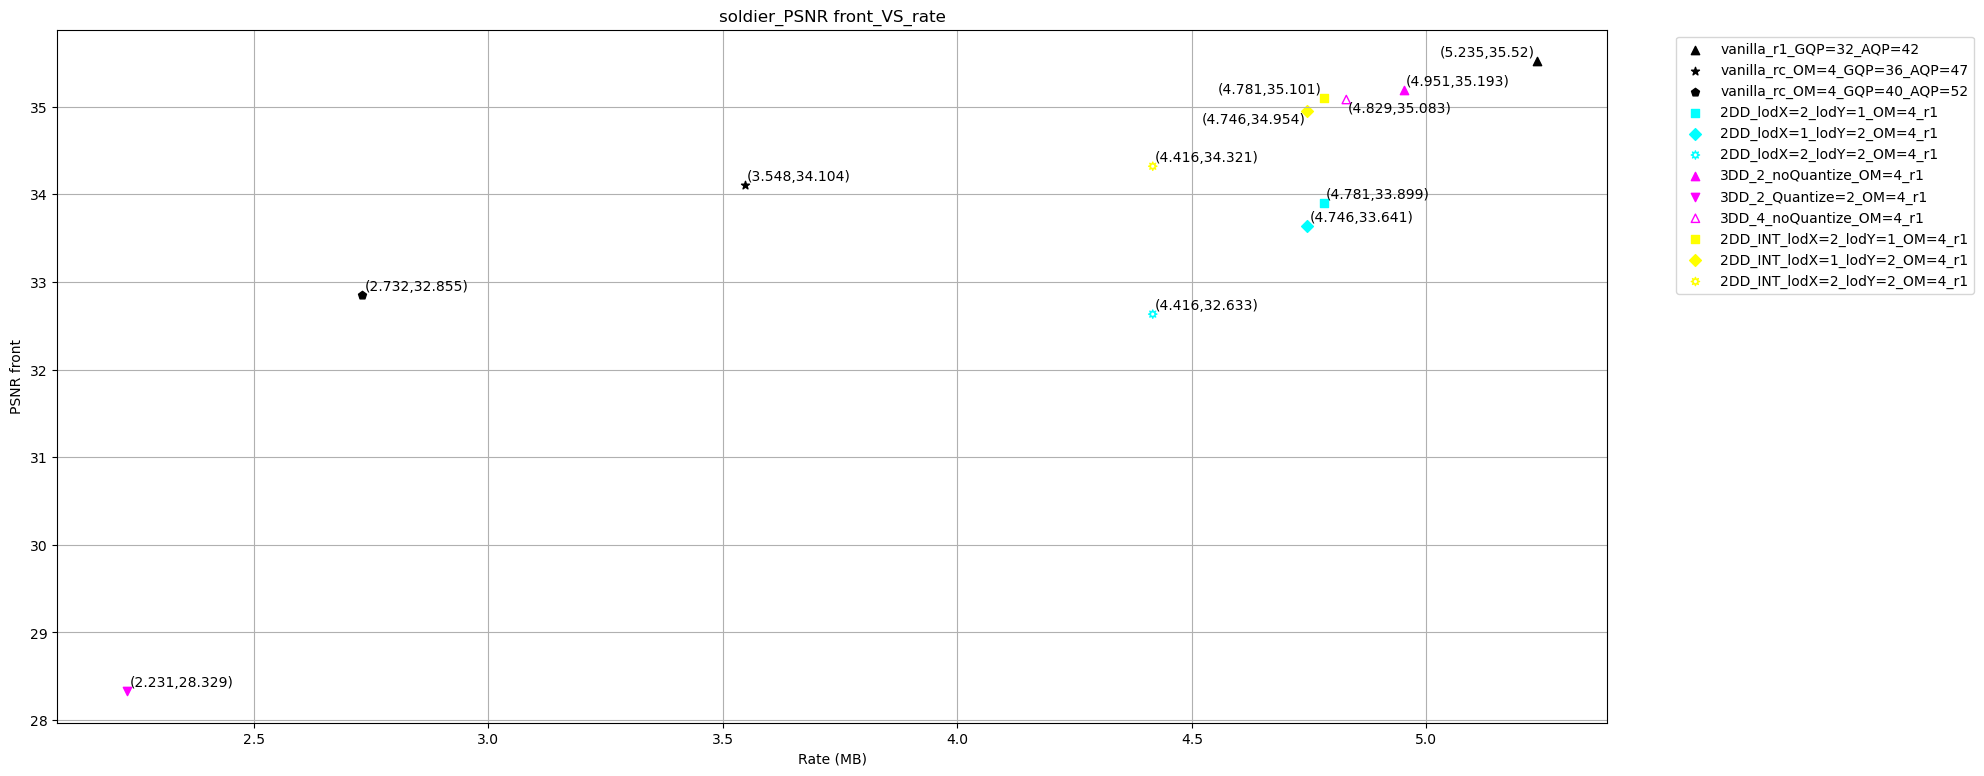 soldier_PSNR front_VS_rate
vanilla_r1_GQP=32_AQP=42
vanilla_rc_OM=4_GQP=36_AQP=47
vanilla_rc_OM=4_GQP=40_AQP=52
2DD_lodX=2_lodY=1_OM=4_r1
2DD_lodX=1_lodY=2_OM=4_r1
2DD_lodX=2_lodY=2_OM=4_r1
3DD_2_noQuantize_OM=4_r1
3DD_2_Quantize=2_OM=4_r1
3DD_4_noQuantize_OM=4_r1
2DD_INT_lodX=2_lodY=1_OM=4_r1
2DD_INT_lodX=1_lodY=2_OM=4_r1
2DD_INT_lodX=2_lodY=2_OM=4_r1
(5.235,35.52)
(4.951,35.193)
(4.781,35.101)
(4.829,35.083)
(4.746,34.954)
(4.416,34.321)
(3.548,34.104)
(4.781,33.899)
(4.746,33.641)
(2.732,32.855)
(4.416,32.633)
(2.231,28.329)
PSNR front
35
34
33
32
31
30
29
28
2.5
3.0
3.5
4.0
4.5
5.0
Rate (MB)